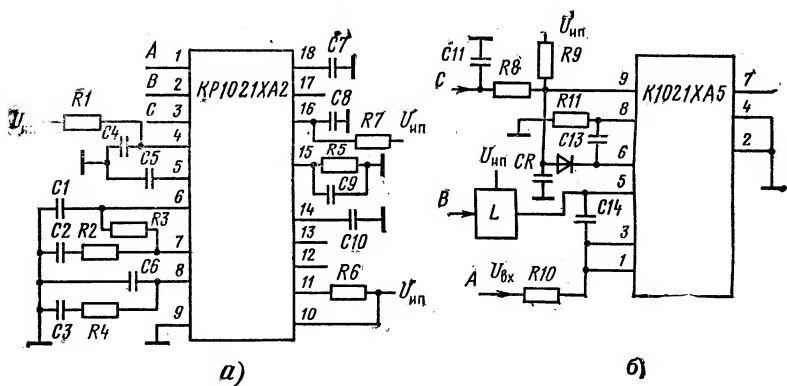 A 1
B 2
C 3
4
5
6
7
8
9
КР1021ХА2
18
17
16
15
14
13
12
11
10
R1
Uип
C4
C5
C1
R3
C2 R2
C6
C3 R4
C7
C8
R7 Uип
R5
C9
C10
R6 Uип
а)
C11
Uип
R9
C R8
9
К1021ХА5
7
4
2
R11
8
C13
CR
6
Uип
5
B L
C14
3
1
A Uвх R10
б)